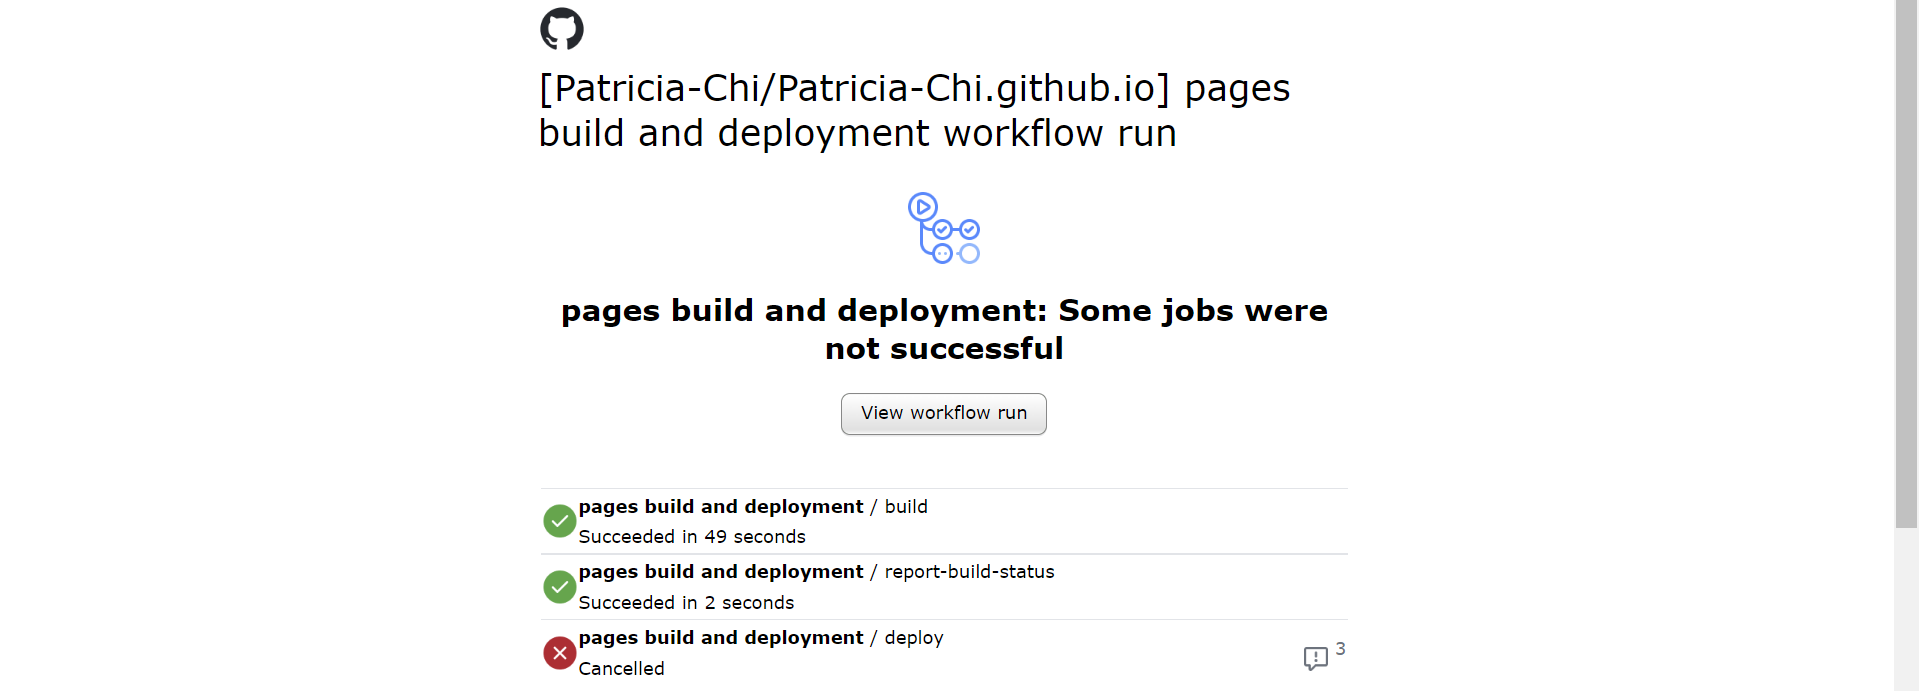 [Patricia-Chi/Patricia-Chi.github.io] pages
build and deployment workflow run
pages build and deployment: Some jobs were
not successful
View workflow run
pages build and deployment / build
Succeeded in 49 seconds
pages build and deployment / report-build-status
Succeeded in 2 seconds
pages build and deployment / deploy
Cancelled
3